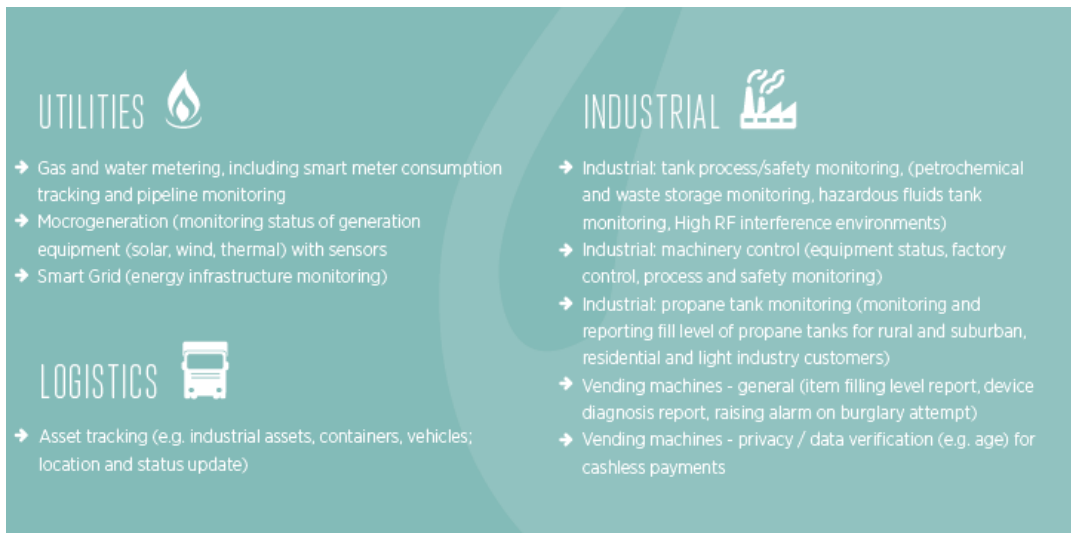 UTILITIES
→ Gas and water metering, including smart meter consumption
tracking and pipeline monitoring
→ Mocrogeneration (monitoring status of generation
equipment (solar, wind, thermal) with sensors
→ Smart Grid (energy infrastructure monitoring)
LOGISTICS
→ Asset tracking (e.g. industrial assets, containers, vehicles;
location and status update)
INDUSTRIAL
→ Industrial: tank process/safety monitoring, (petrochemical
and waste storage monitoring, hazardous fluids tank
monitoring, High RF interference environments)
→ Industrial: machinery control (equipment status, factory
control, process and safety monitoring)
→ Industrial: propane tank monitoring (monitoring and
reporting fill level of propane tanks for rural and suburban,
residential and light industry customers)
→ Vending machines - general (item filling level report, device
diagnosis report, raising alarm on burglary attempt)
→ Vending machines - privacy / data verification (e.g. age) for
cashless payments